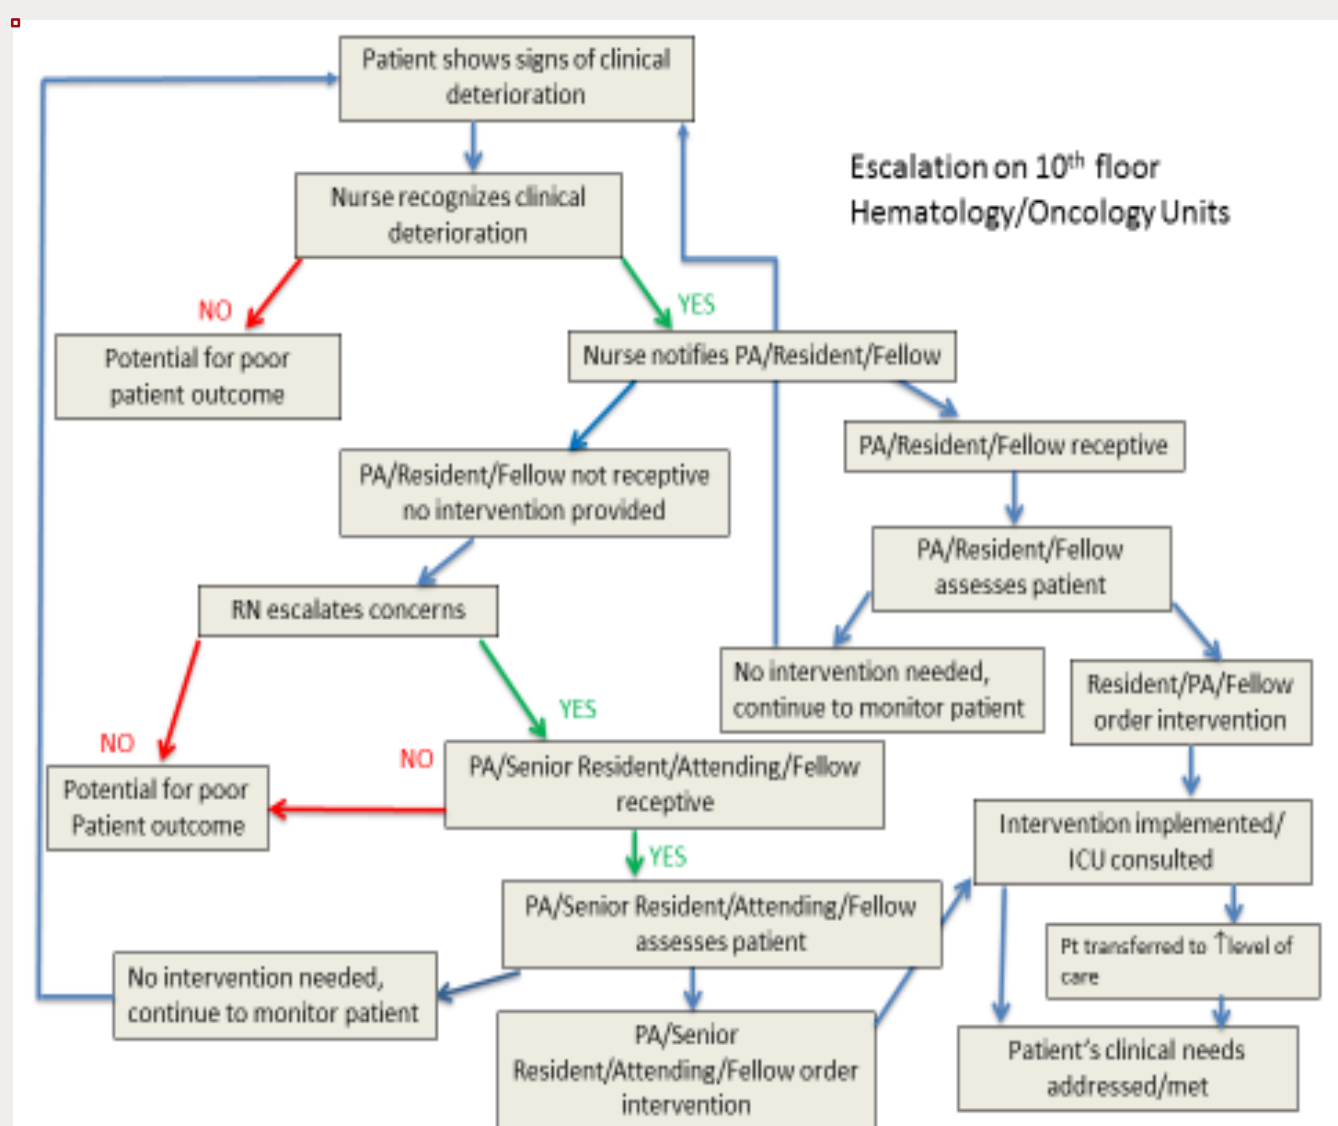 Patient shows signs of clinical
deterioration
Escalation on 10th floor
Hematology/Oncology Units
Nurse recognizes clinical
deterioration
NO
YES
Potential for poor
patient outcome
Nurse notifies PA/Resident/Fellow
PA/Resident/Fellow receptive
PA/Resident/Fellow not receptive
no intervention provided
PA/Resident/Fellow
assesses patient
RN escalates concerns
No intervention needed,
continue to monitor patient
Resident/PA/Fellow
order intervention
NO
YES
NO
Potential for poor
Patient outcome
PA/Senior Resident/Attending/Fellow
receptive
YES
Intervention implemented/
ICU consulted
PA/Senior Resident/Attending/Fellow
assesses patient
Pt transferred to ↑level of
care
No intervention needed,
continue to monitor patient
PA/Senior
Resident/Attending/Fellow order
intervention
Patient's clinical needs
addressed/met